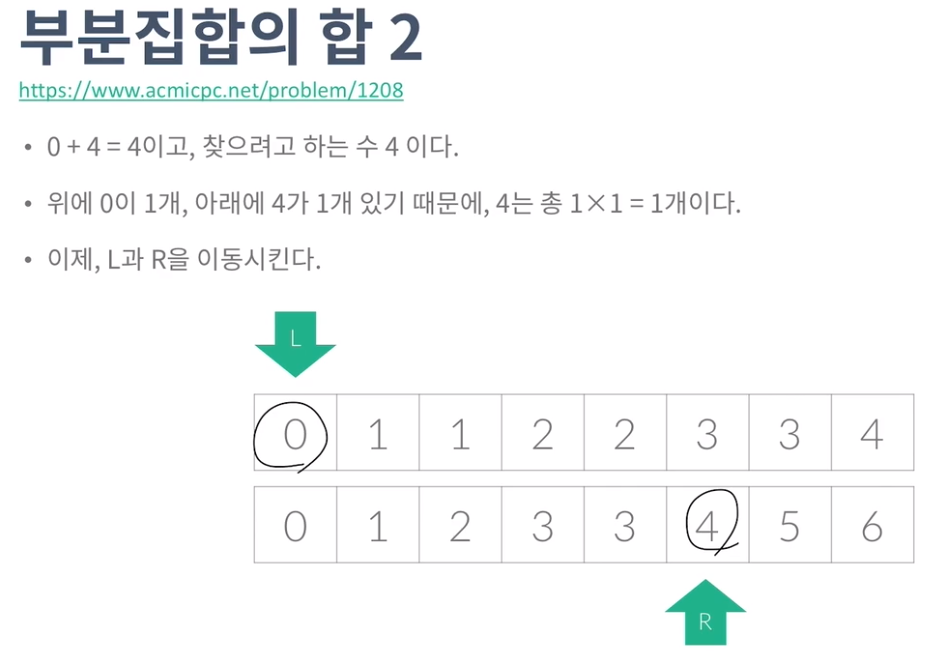 부분집합의 합 2
https://www.acmicpc.net/problem/1208
• 0 + 4 = 4이고, 찾으려고 하는 수 4 이다.
• 위에 0이 1개, 아래에 4가 1개 있기 때문에, 4는 총 1×1 = 1개이다.
• 이제, L과 R을 이동시킨다.
L
0 1 1 2 2 3 3 4
0 1 2 3 3 4 5 6
R